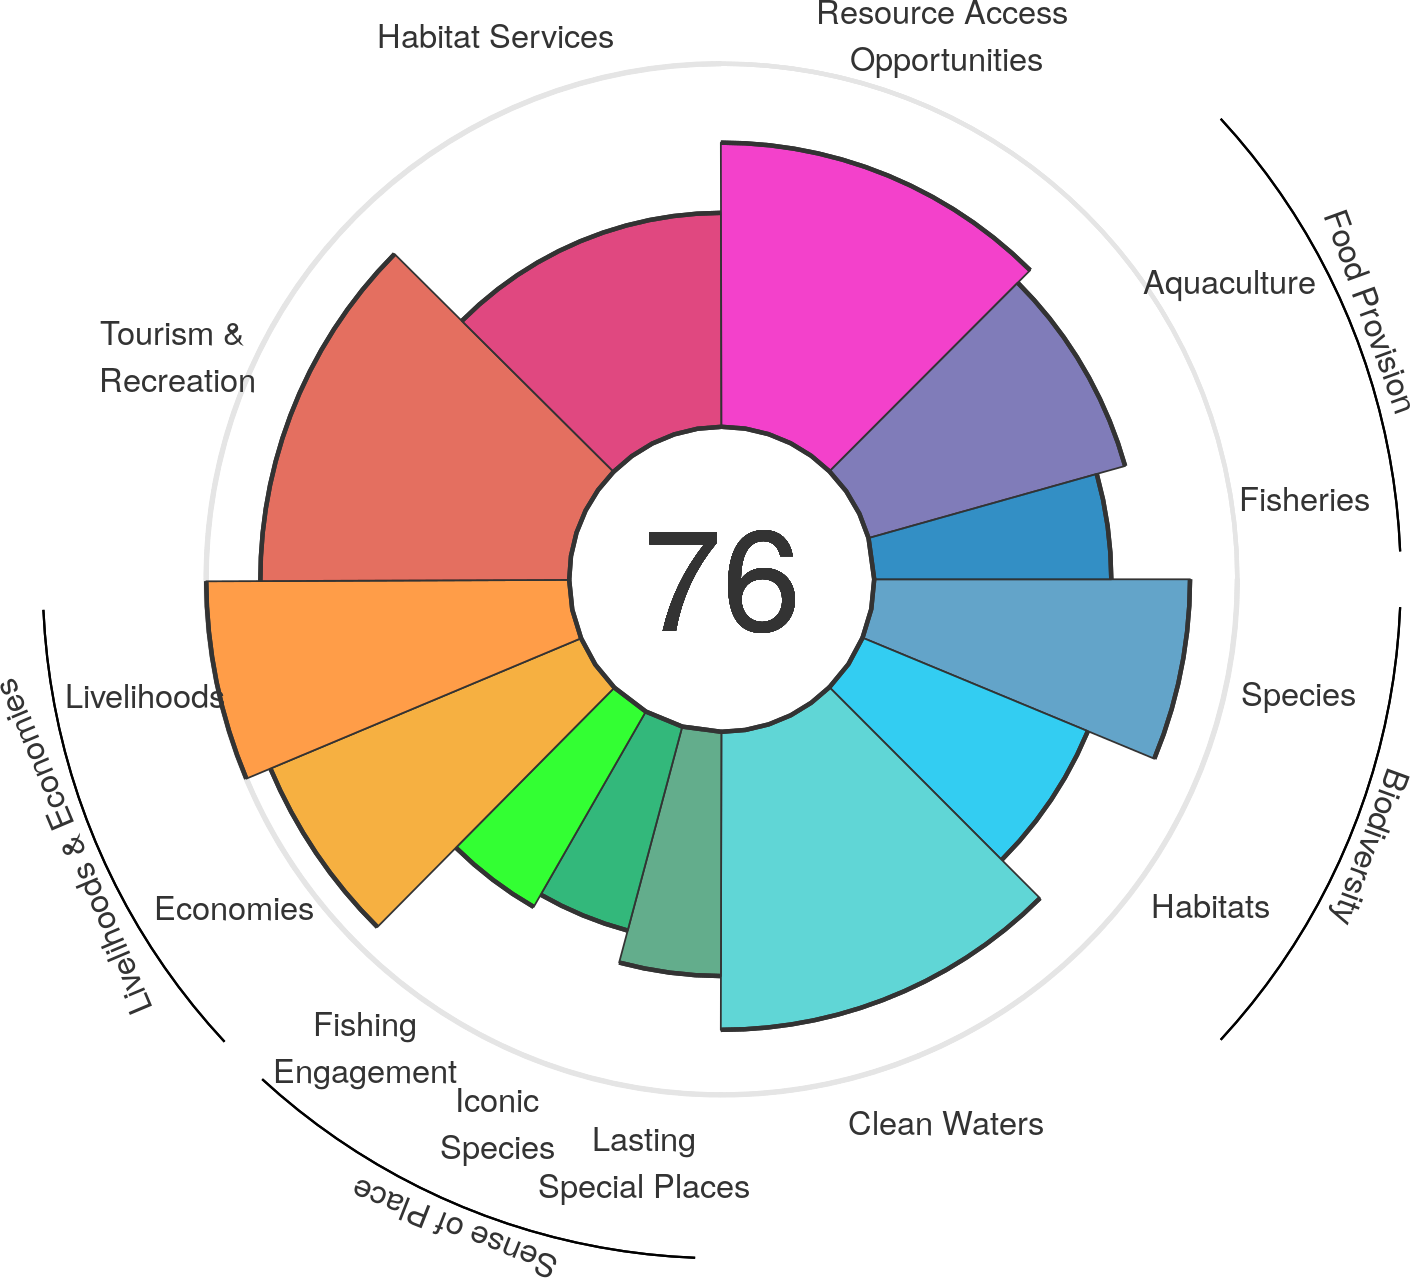 Resource Access
Opportunities
Habitat Services
Food Provision
Aquaculture
Tourism &
Recreation
Fisheries
76
Livelihoods
Species
Livelihoods & Economies
Biodiversity
Economies
Habitats
Fishing
Engagement
Iconic
Species
Lasting
Special Places
Clean Waters
Sense of Place